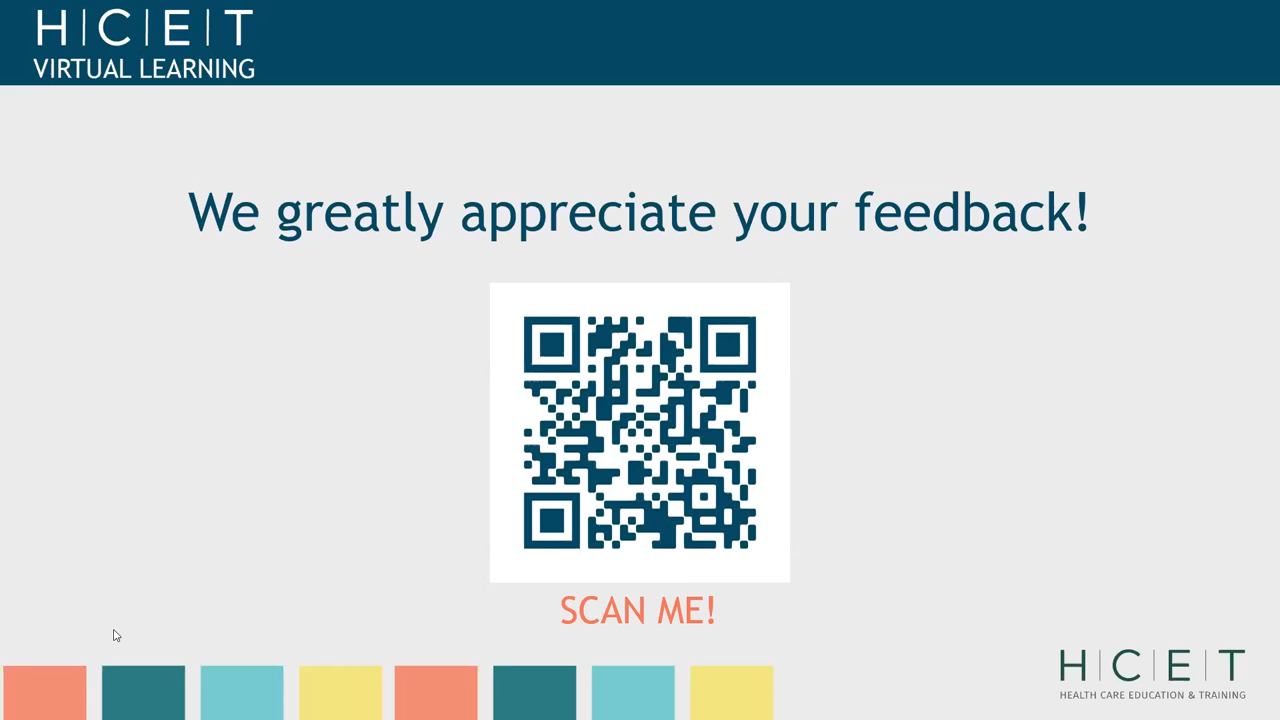 H|C|E|T
VIRTUAL LEARNING
We greatly appreciate your feedback!
SCAN ME!
H|C|E|T
HEALTH CARE EDUCATION & TRAINING